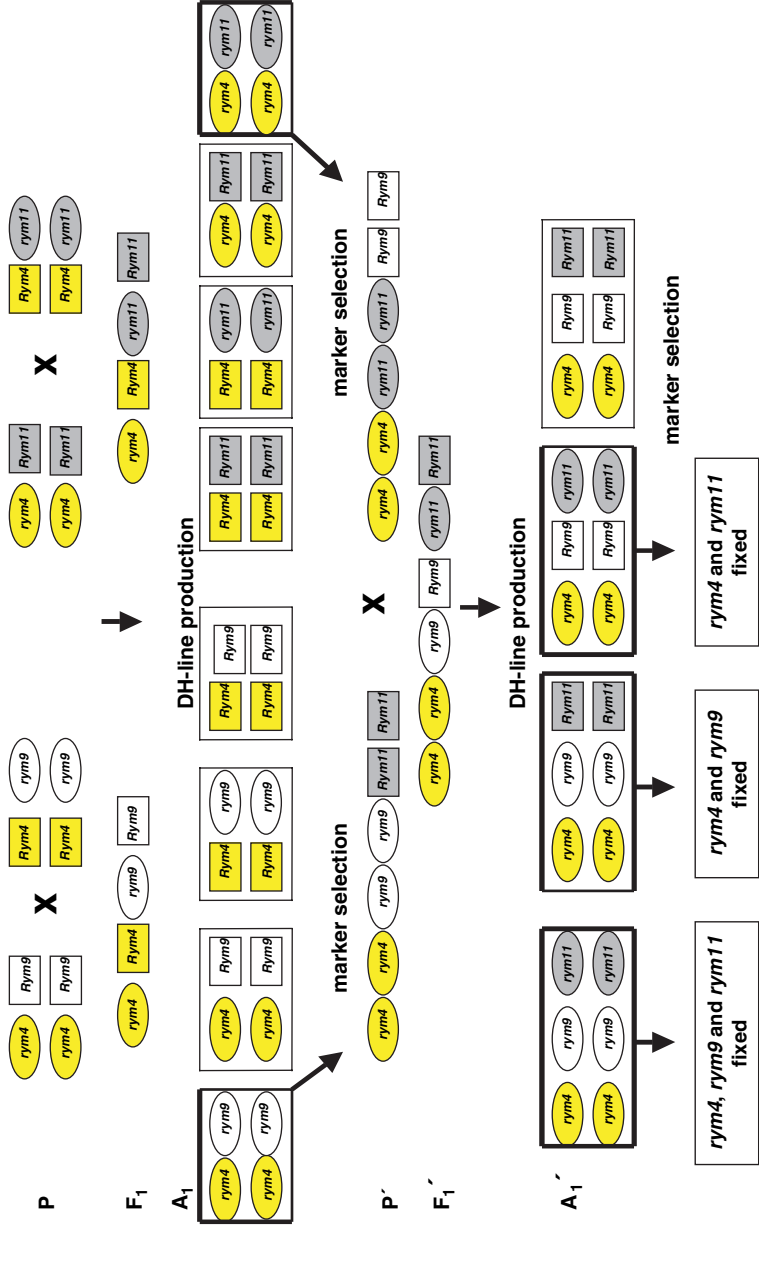 rym4 Rym9 Rym4 rym9 rym4 Rym11 Rym4 rym11
P X X
rym4 Rym9 Rym4 rym9 rym4 Rym11 Rym4 rym11
F1 rym4 Rym4 rym9 Rym9 rym4 Rym4 rym11 Rym11
A1 DH-line production
rym4 rym9 rym4 Rym9 Rym4 rym9 Rym4 Rym9 Rym4 Rym11 Rym4 rym11 rym4 Rym11 rym4 rym11
rym4 rym9 rym4 Rym9 Rym4 rym9 Rym4 Rym9 Rym4 Rym11 Rym4 rym11 rym4 Rym11 rym4 rym11
marker selection marker selection
P´ rym4 rym4 rym9 rym9 Rym11 Rym11 X rym4 rym4 rym11 rym11 Rym9 Rym9
F1´ rym4 rym4 rym9 Rym9 rym11 Rym11
DH-line production
A1´ rym4 rym9 rym11 rym4 rym9 Rym11 rym4 Rym9 rym11 rym4 Rym9 Rym11
rym4 rym9 rym11 rym4 rym9 Rym11 rym4 Rym9 rym11 rym4 Rym9 Rym11
marker selection
rym4, rym9 and rym11
fixed
rym4 and rym9
fixed
rym4 and rym11
fixed